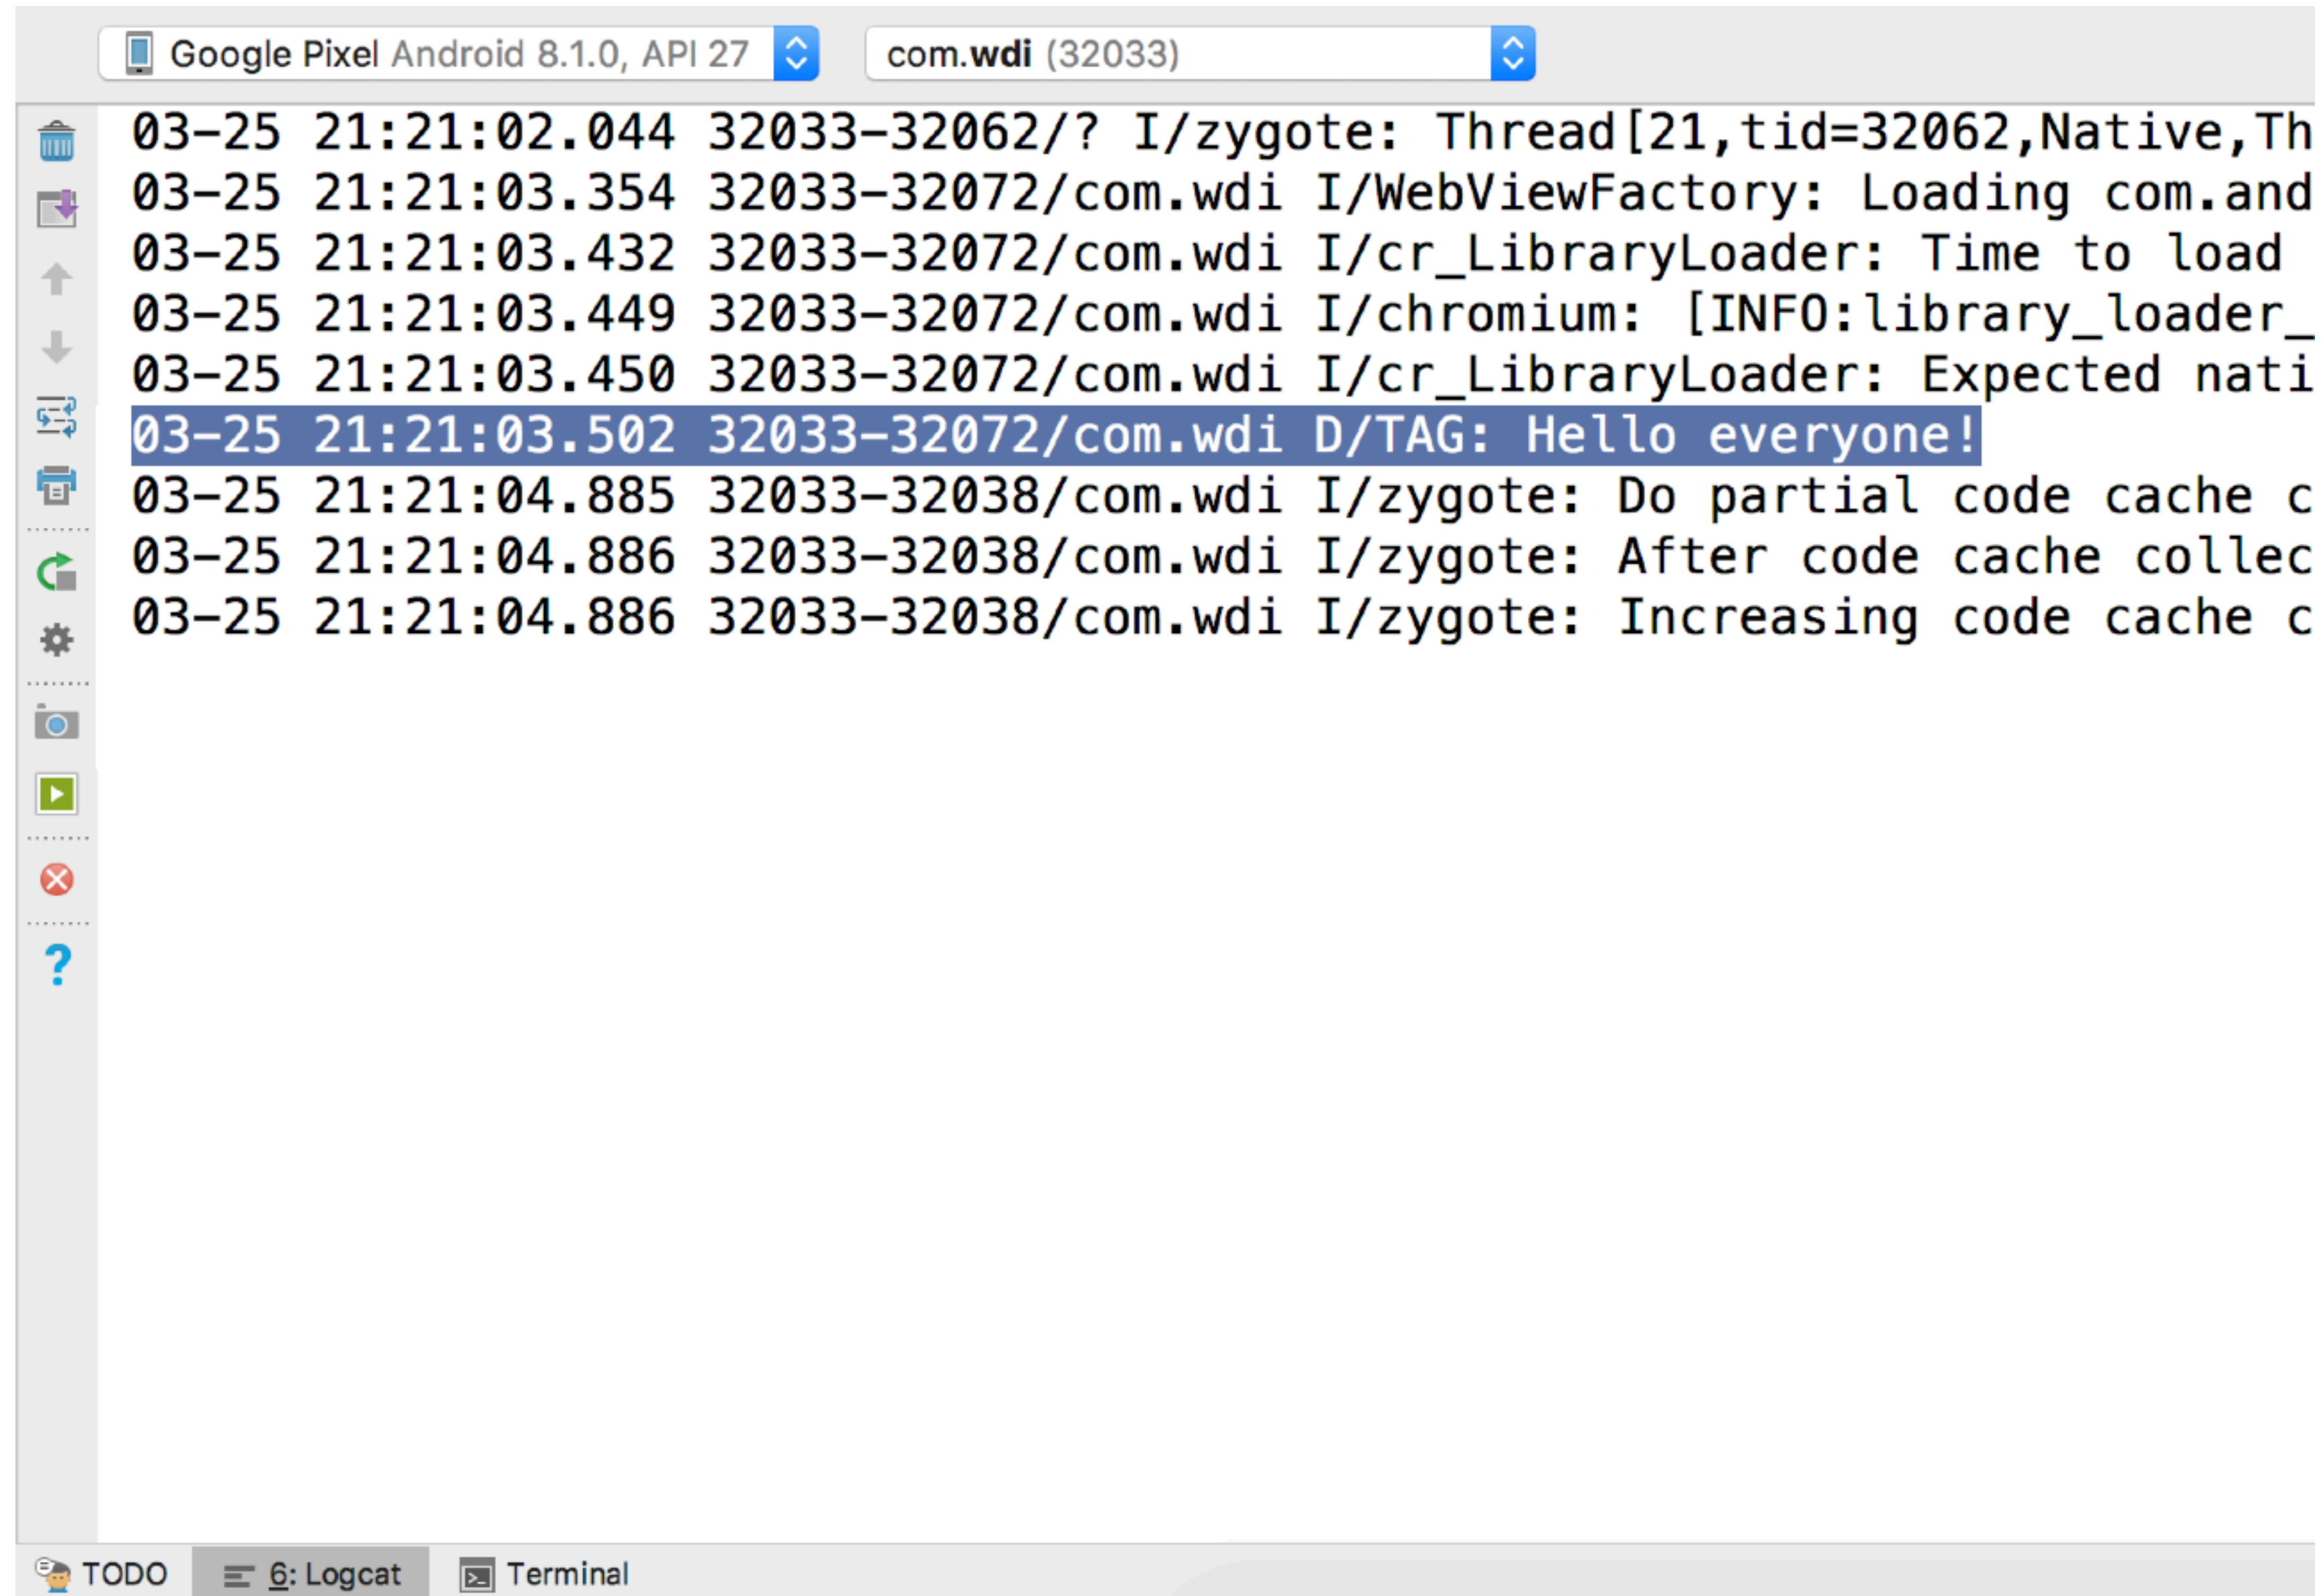 Google Pixel Android 8.1.0, API 27 com.wdi (32033)
03-25 21:21:02.044 32033-32062/? I/zygote: Thread[21,tid=32062,Native,Th
03-25 21:21:03.354 32033-32072/com.wdi I/WebViewFactory: Loading com.and
03-25 21:21:03.432 32033-32072/com.wdi I/cr_LibraryLoader: Time to load
03-25 21:21:03.449 32033-32072/com.wdi I/chromium: [INFO:library_loader_
03-25 21:21:03.450 32033-32072/com.wdi I/cr_LibraryLoader: Expected nati
03-25 21:21:03.502 32033-32072/com.wdi D/TAG: Hello everyone!
03-25 21:21:04.885 32033-32038/com.wdi I/zygote: Do partial code cache c
03-25 21:21:04.886 32033-32038/com.wdi I/zygote: After code cache collec
03-25 21:21:04.886 32033-32038/com.wdi I/zygote: Increasing code cache c
TODO 6: Logcat Terminal